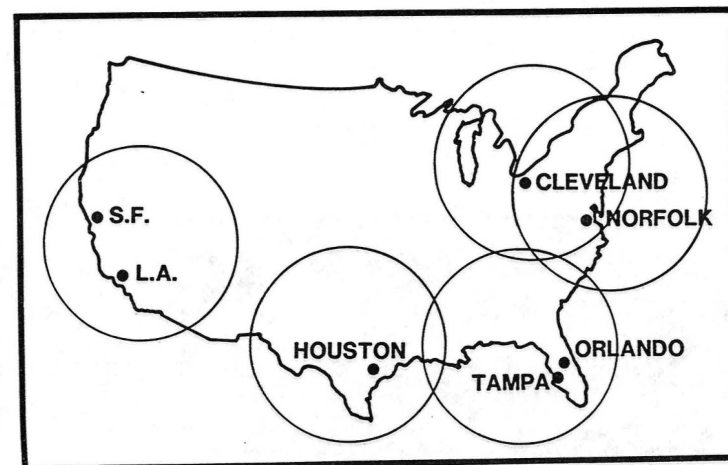 CLEVELAND
NORFOLK
S.F.
L.A.
HOUSTON
ORLANDO
TAMPA